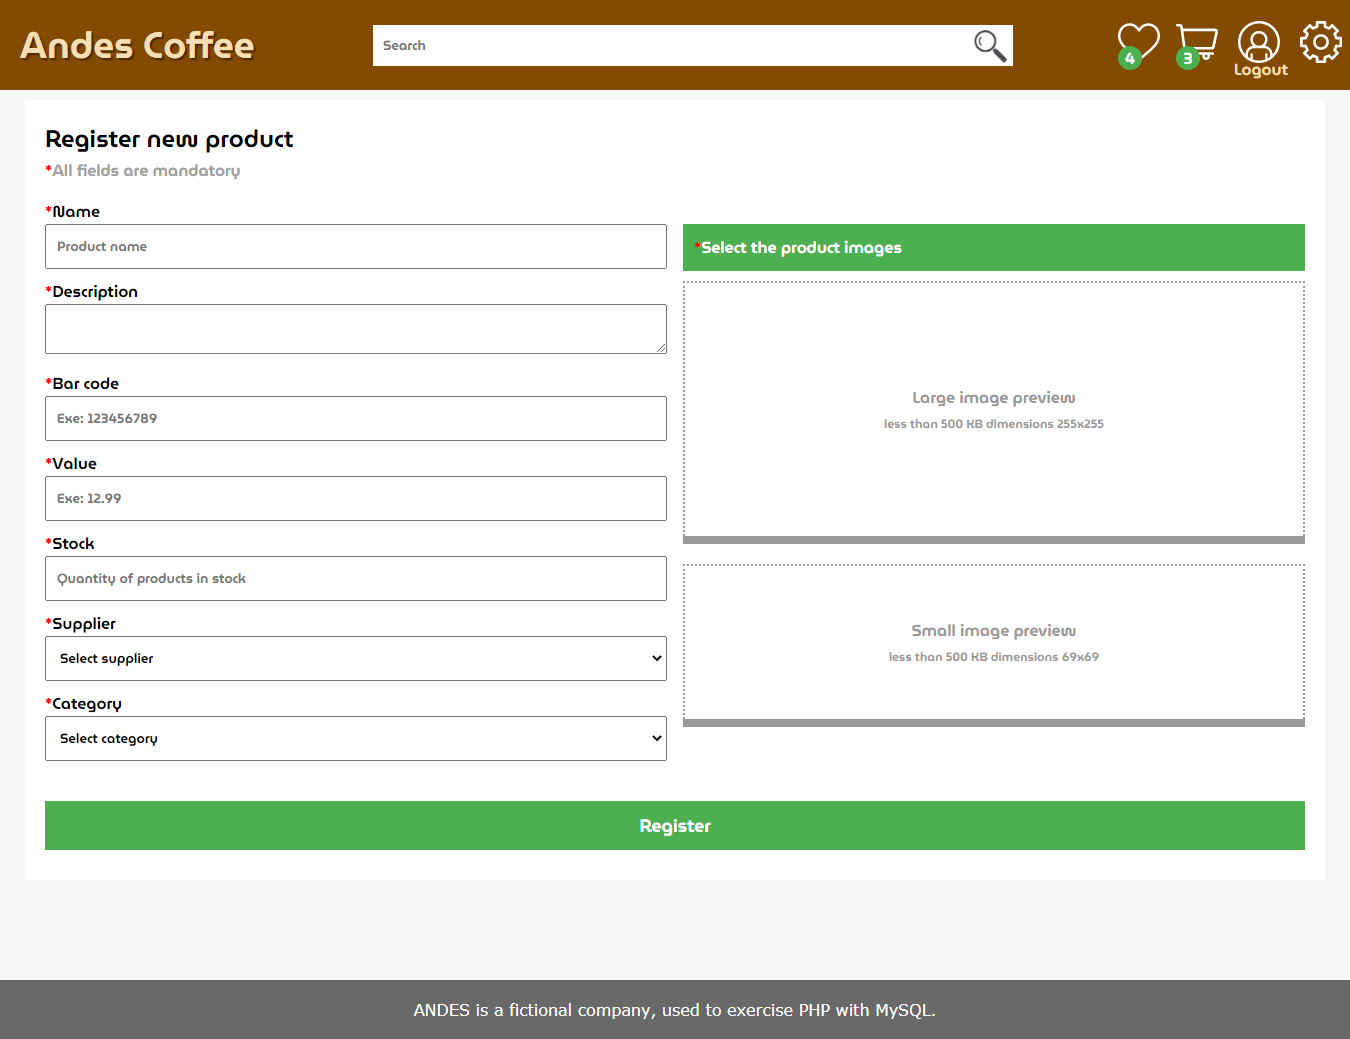 Andes Coffee
Search
4
3
Logout
Register new product
*All fields are mandatory
*Name
Product name
*Description
*Bar code
Exe: 123456789
*Value
Exe: 12.99
*Stock
Quantity of products in stock
*Supplier
Select supplier
*Category
Select category
*Select the product images
Large image preview
less than 500 KB dimensions 255x255
Small image preview
less than 500 KB dimensions 69x69
Register
ANDES is a fictional company, used to exercise PHP with MySQL.